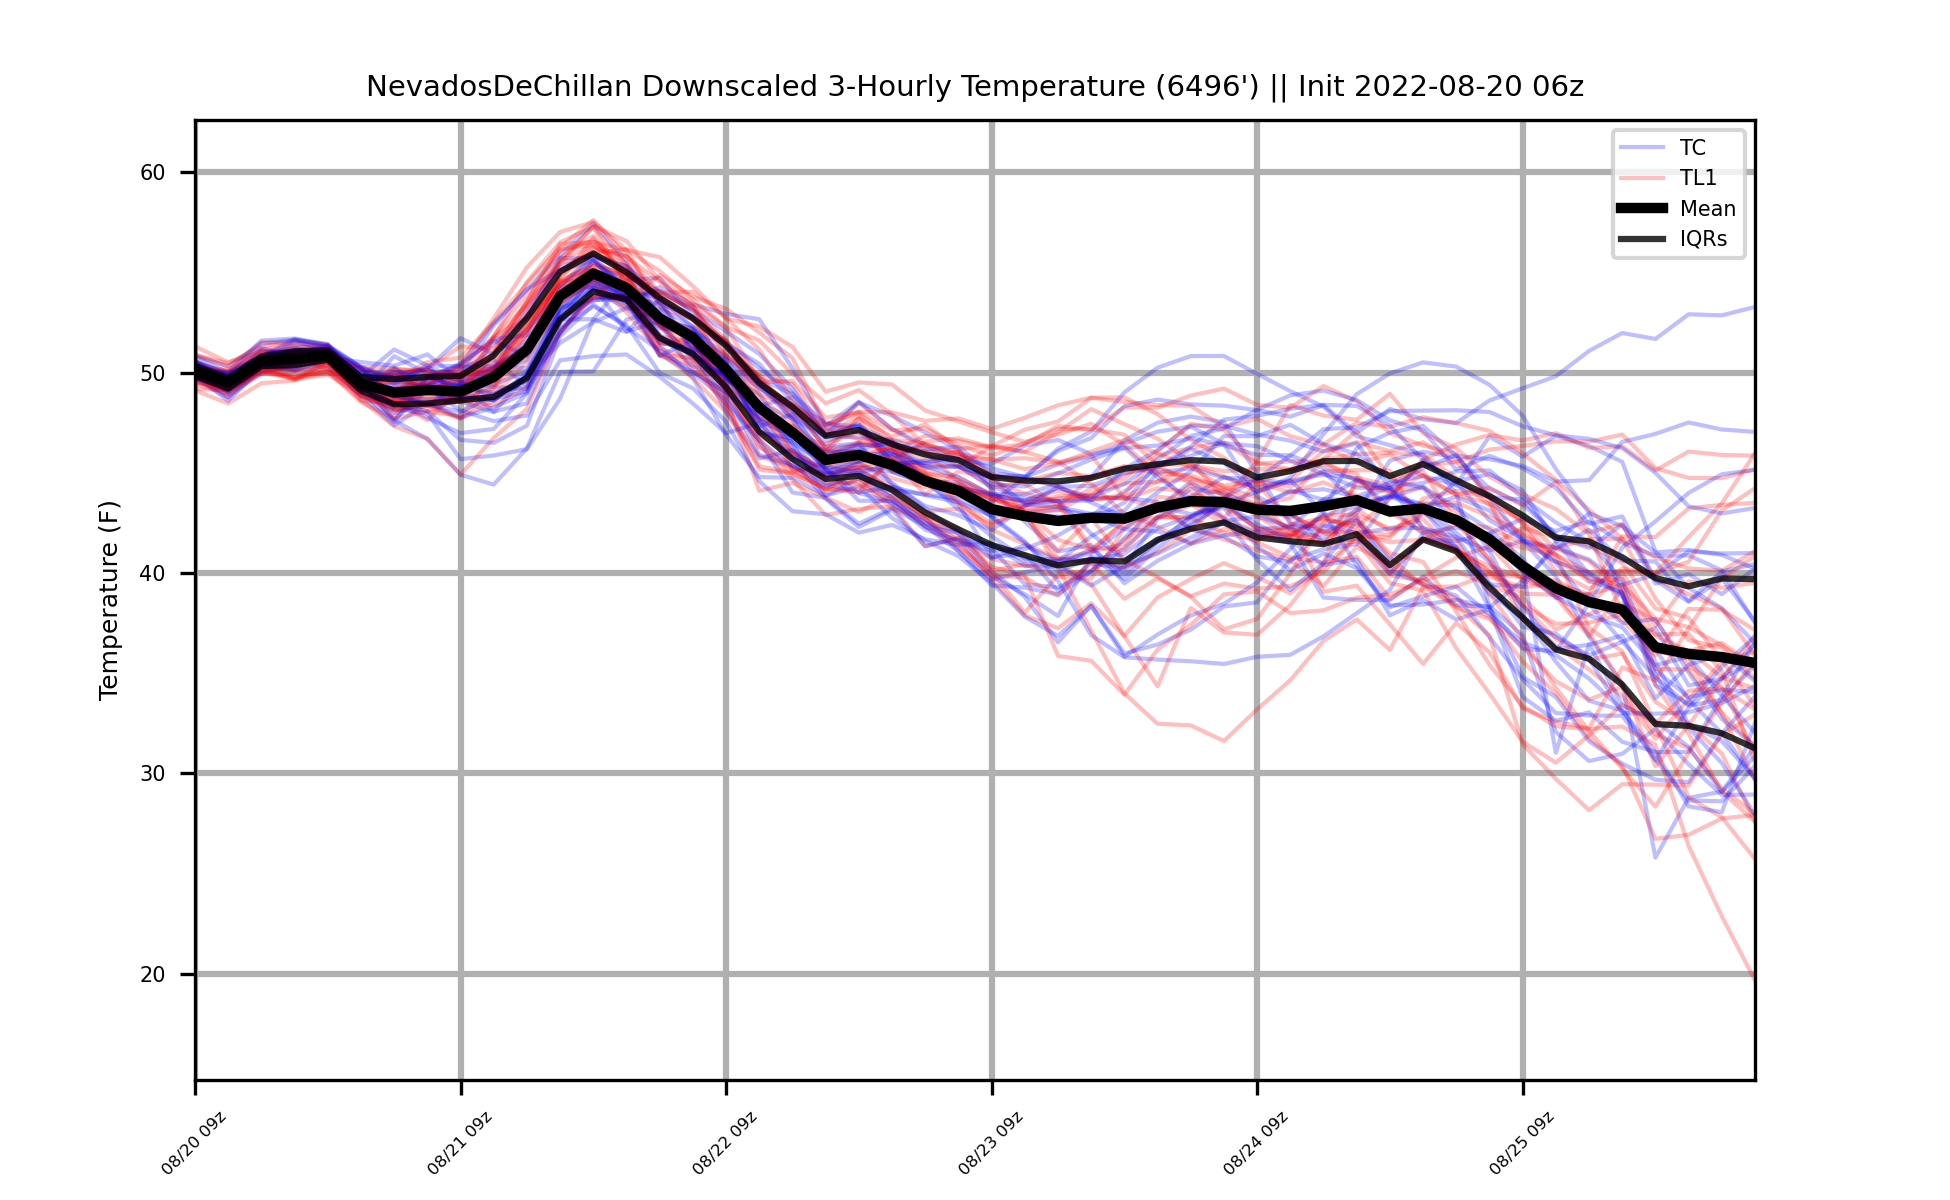 NevadosDeChillan Downscaled 3-Hourly Temperature (6496') || Init 2022-08-20 06z
TC
TL1
Mean
IQRs
Temperature (F)
60
50
40
30
20
08/20 09z
08/21 09z
08/22 09z
08/23 09z
08/24 09z
08/25 09z